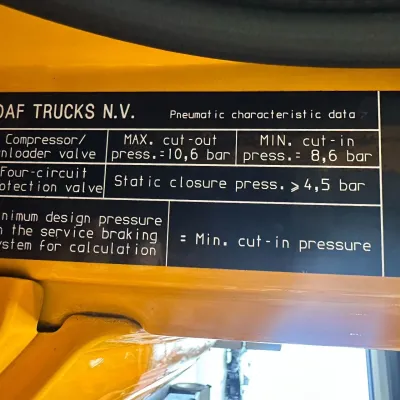 DAF TRUCKS N.V. Pneumatic characteristic data
Compressor/ MAX. cut-out MIN. cut-in
nloader valve press.=10,6 bar press.= 8,6 bar
Four-circuit
otection valve Static closure press. ⩾4,5 bar
nimum design pressure
n the service braking = Min. cut-in pressure
stem for calculation